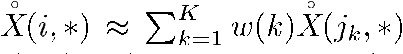 X̊(i, ∗) ≈ ∑_{k=1}^{K} w(k)X̊(j_k, ∗)